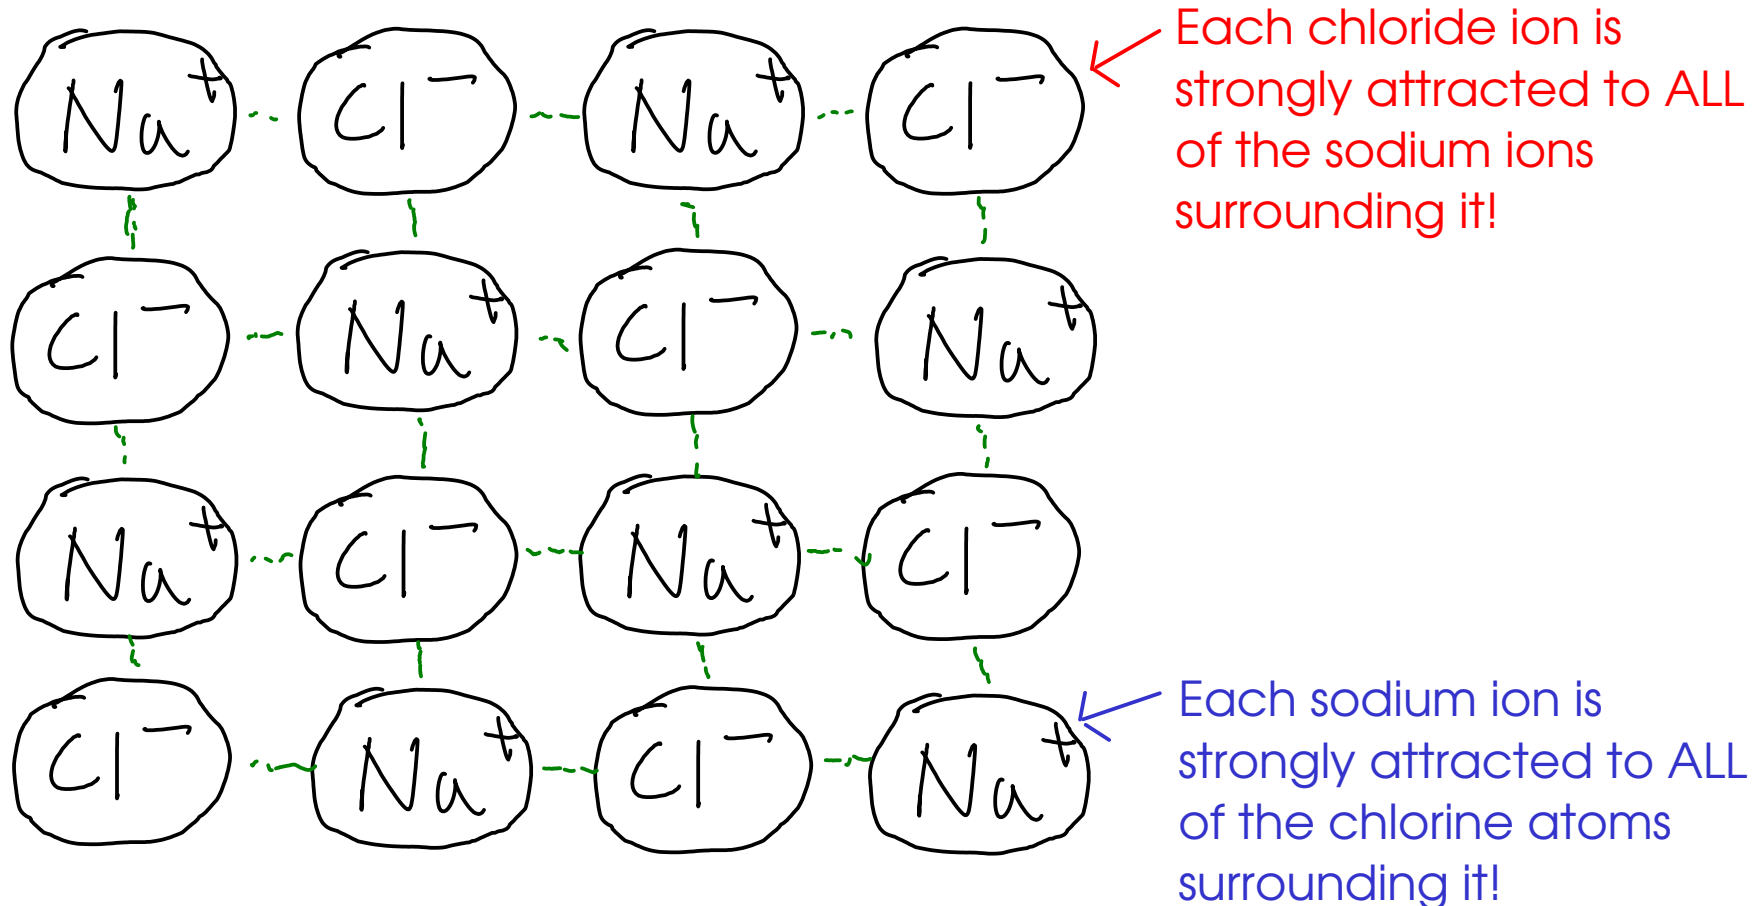 Na+ Cl− Na+ Cl−
Each chloride ion is
strongly attracted to ALL
of the sodium ions
surrounding it!
Cl− Na+ Cl− Na+
Na+ Cl− Na+ Cl−
Cl− Na+ Cl− Na+
Each sodium ion is
strongly attracted to ALL
of the chlorine atoms
surrounding it!